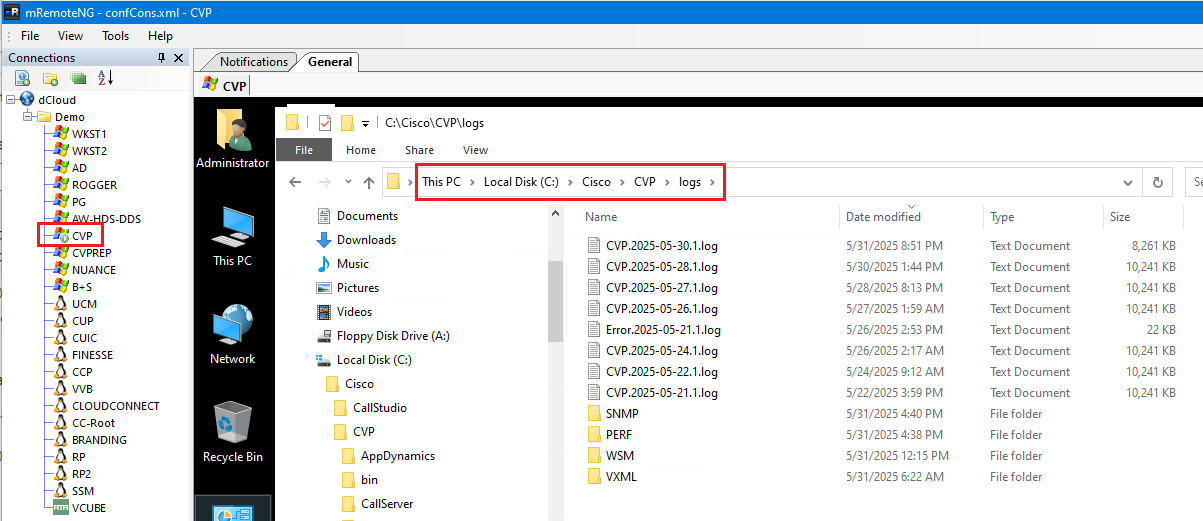 mRemoteNG - confCons.xml - CVP
File View Tools Help
Connections
dCloud
Demo
WKST1
WKST2
AD
ROGGER
PG
AW-HDS-DDS
CVP
CVPREP
NUANCE
B+S
UCM
CUP
CUIC
FINESSE
CCP
VVB
CLOUDCONNECT
CC-Root
BRANDING
RP
RP2
SSM
VCUBE
Notifications General
CVP
Administrator
This PC
Network
Recycle Bin
C:\Cisco\CVP\logs
File Home Share View
This PC > Local Disk (C:) > Cisco > CVP > logs >
Documents
Downloads
Music
Pictures
Videos
Floppy Disk Drive (A:)
Local Disk (C:)
Cisco
CallStudio
CVP
AppDynamics
bin
CallServer
Name Date modified Type Size
CVP.2025-05-30.1.log 5/31/2025 8:51 PM Text Document 8,261 KB
CVP.2025-05-28.1.log 5/30/2025 1:44 PM Text Document 10,241 KB
CVP.2025-05-27.1.log 5/28/2025 8:13 PM Text Document 10,241 KB
CVP.2025-05-26.1.log 5/27/2025 1:59 AM Text Document 10,241 KB
Error.2025-05-21.1.log 5/26/2025 2:53 PM Text Document 22 KB
CVP.2025-05-24.1.log 5/26/2025 2:17 AM Text Document 10,241 KB
CVP.2025-05-22.1.log 5/24/2025 9:12 AM Text Document 10,241 KB
CVP.2025-05-21.1.log 5/22/2025 3:59 PM Text Document 10,241 KB
SNMP 5/31/2025 4:40 PM File folder
PERF 5/31/2025 4:38 PM File folder
WSM 5/31/2025 12:15 PM File folder
VXML 5/31/2025 6:22 AM File folder